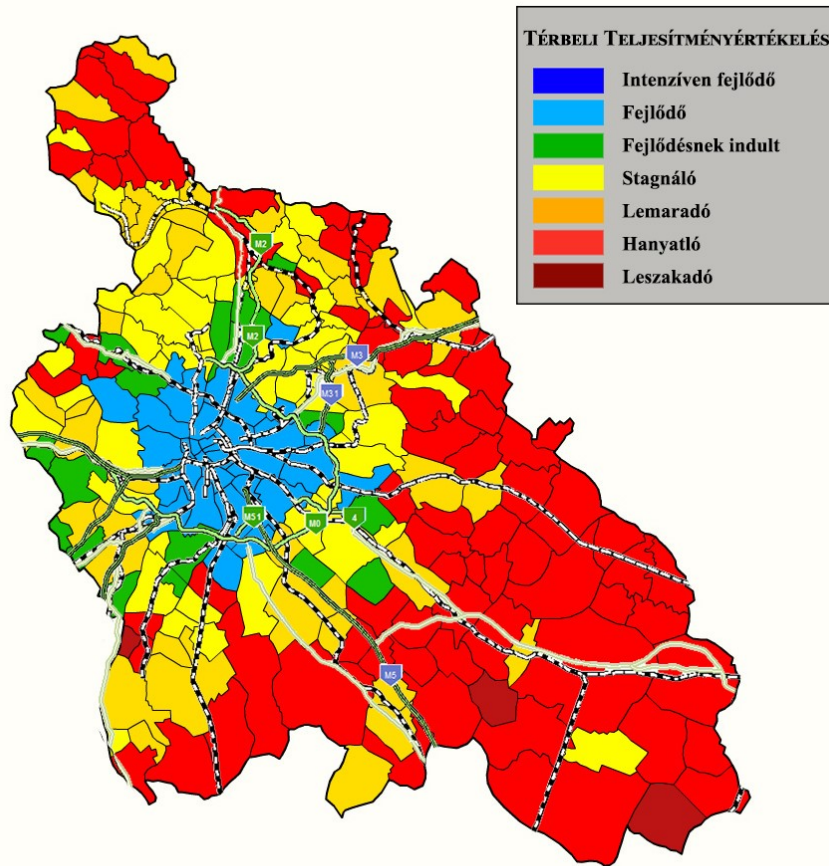 TÉRBELI TELJESÍTMÉNYÉRTÉKELÉS
Intenzíven fejlődő
Fejlődő
Fejlődésnek indult
Stagnáló
Lemaradó
Hanyatló
Leszakadó
M2
M2
M3
M31
M51
M0
4
M5